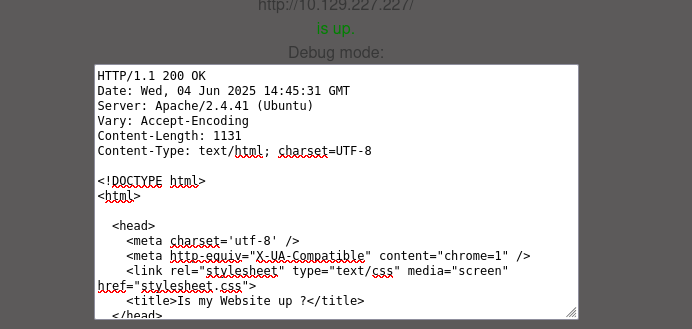 http://10.129.227.227/
is up.
Debug mode:
HTTP/1.1 200 OK
Date: Wed, 04 Jun 2025 14:45:31 GMT
Server: Apache/2.4.41 (Ubuntu)
Vary: Accept-Encoding
Content-Length: 1131
Content-Type: text/html; charset=UTF-8
<!DOCTYPE html>
<html>
<head>
<meta charset='utf-8' />
<meta http-equiv="X-UA-Compatible" content="chrome=1" />
<link rel="stylesheet" type="text/css" media="screen"
href="stylesheet.css">
<title>Is my Website up ?</title>
</head>